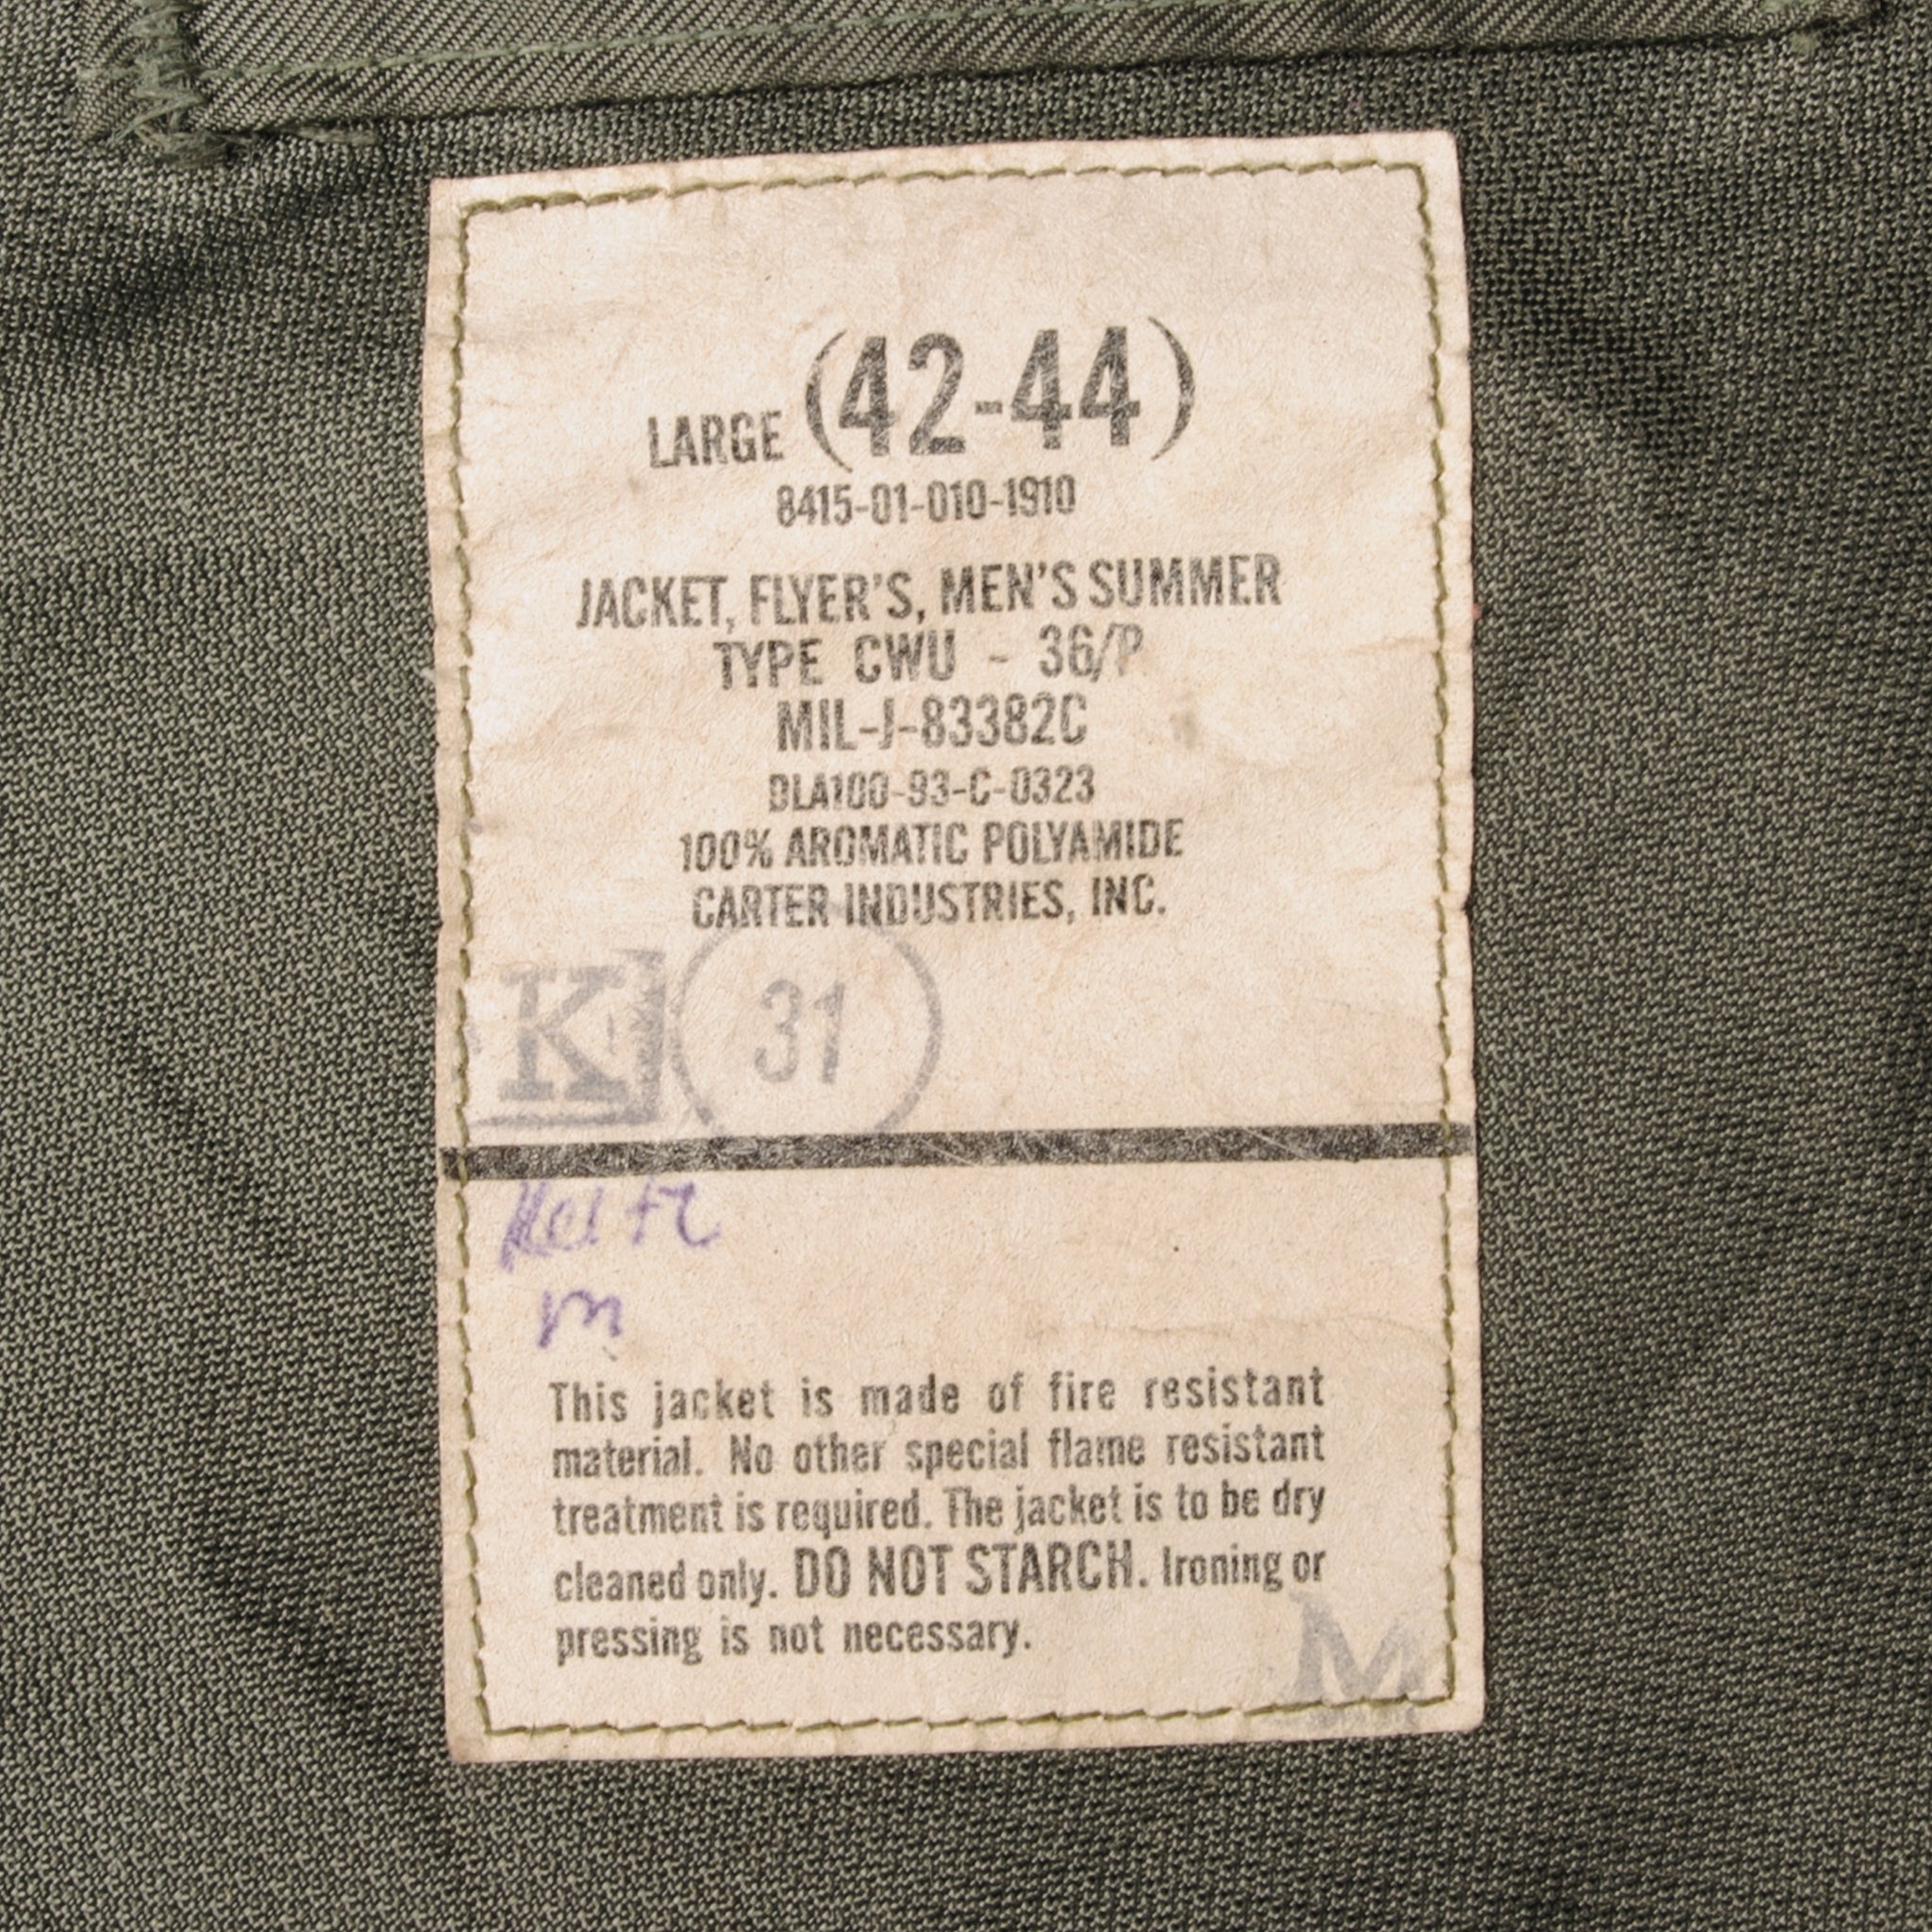 LARGE (42-44)
8415-01-010-1910
JACKET, FLYER'S, MEN'S SUMMER
TYPE CWU - 36/P
MIL-J-83382C
DLA100-93-C-0323
100% AROMATIC POLYAMIDE
CARTER INDUSTRIES, INC.
K 31
m
This jacket is made of fire resistant
material. No other special flame resistant
treatment is required. The jacket is to be dry
cleaned only. DO NOT STARCH. Ironing or
pressing is not necessary.
M